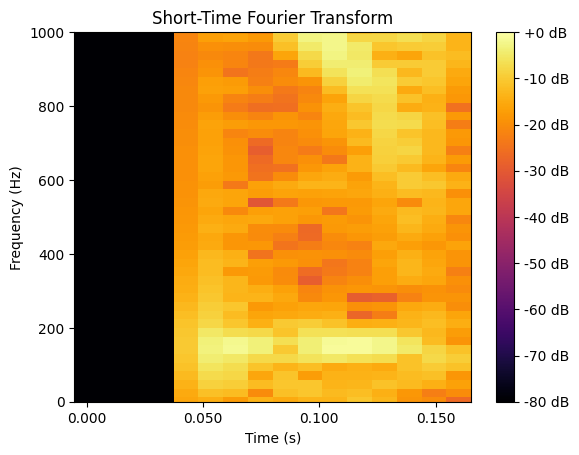 Short-Time Fourier Transform
1000
800
600
400
200
0
Frequency (Hz)
0.000
0.050
0.100
0.150
Time (s)
+0 dB
-10 dB
-20 dB
-30 dB
-40 dB
-50 dB
-60 dB
-70 dB
-80 dB